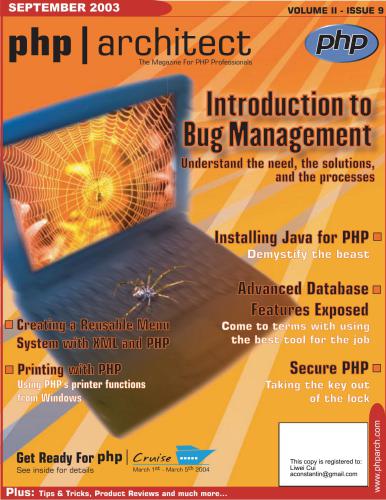 SEPTEMBER 2003
VOLUME II - ISSUE 9
php|architect
The Magazine For PHP Professionals
php
Introduction to
Bug Management
Understand the need, the solutions,
and the processes
Installing Java for PHP
Demystify the beast
Advanced Database
Features Exposed
Come to terms with using
the best tool for the job
Creating a Reusable Menu
System with XML and PHP
Printing with PHP
Using PHP's printer functions
from Windows
Secure PHP
Taking the key out
of the lock
www.phparch.com
Get Ready For php|Cruise
See inside for details
March 1st - March 5th 2004
This copy is registered to:
Liwei Cui
aconstantin@gmail.com
Plus: Tips & Tricks, Product Reviews and much more...